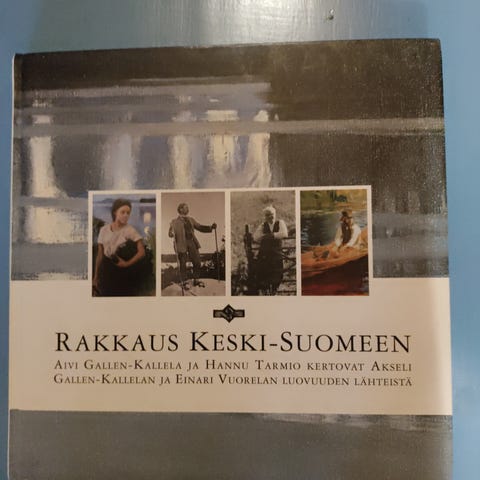 RAKKAUS KESKI-SUOMEEN
AIVI GALLEN-KALLELA JA HANNU TARMIO KERTOVAT AKSELI
GALLEN-KALLELAN JA EINARI VUORELAN LUOVUUDEN LÄHTEISTÄ